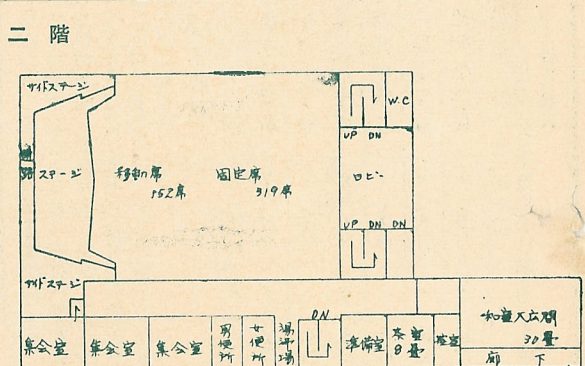 二階
サイドステージ
W.C
UP DN
ステージ
移動席
152席
固定席
319席
ロビー
UP DN DN
サイドステージ
DN
和室大広間
30畳
集会室
集会室
集会室
男便所
女便所
湯沸場
準備室
茶室
8畳
控室
廊下